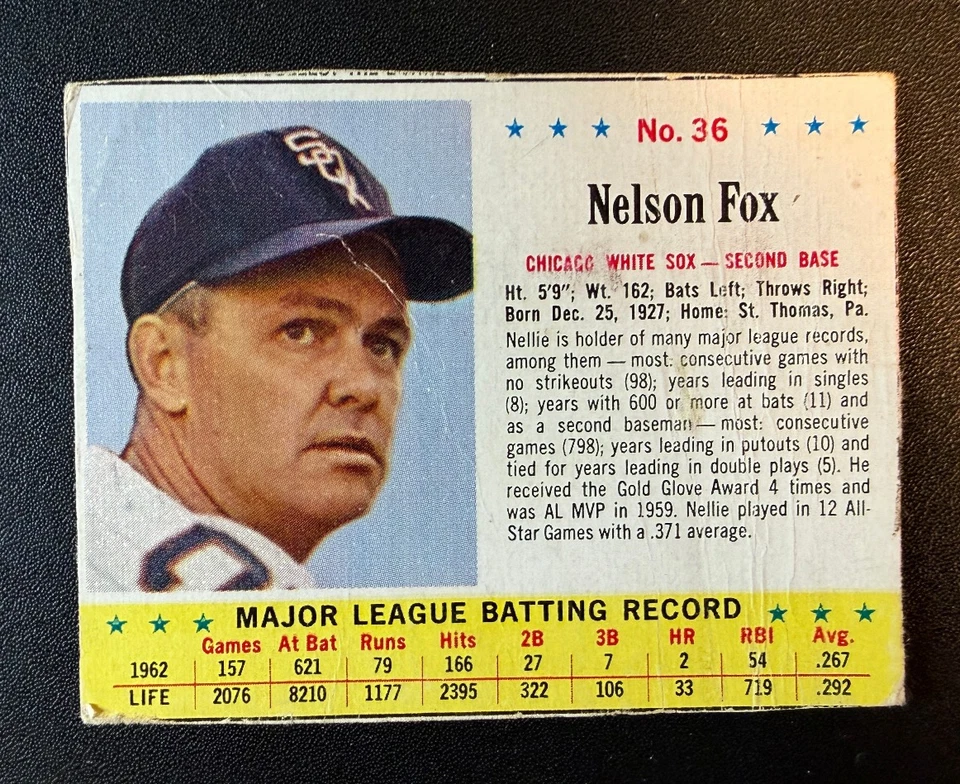 SOX
★ ★ ★ No. 36 ★ ★ ★
Nelson Fox
CHICAGO WHITE SOX — SECOND BASE
Ht. 5'9"; Wt. 162; Bats Left; Throws Right;
Born Dec. 25, 1927; Home: St. Thomas, Pa.
Nellie is holder of many major league records,
among them — most: consecutive games with
no strikeouts (98); years leading in singles
(8); years with 600 or more at bats (11) and
as a second baseman — most: consecutive
games (798); years leading in putouts (10) and
tied for years leading in double plays (5). He
received the Gold Glove Award 4 times and
was AL MVP in 1959. Nellie played in 12 All-
Star Games with a .371 average.
★ ★ ★ MAJOR LEAGUE BATTING RECORD ★ ★ ★
Games At Bat Runs Hits 2B 3B HR RBI Avg.
1962 157 621 79 166 27 7 2 54 .267
LIFE 2076 8210 1177 2395 322 106 33 719 .292